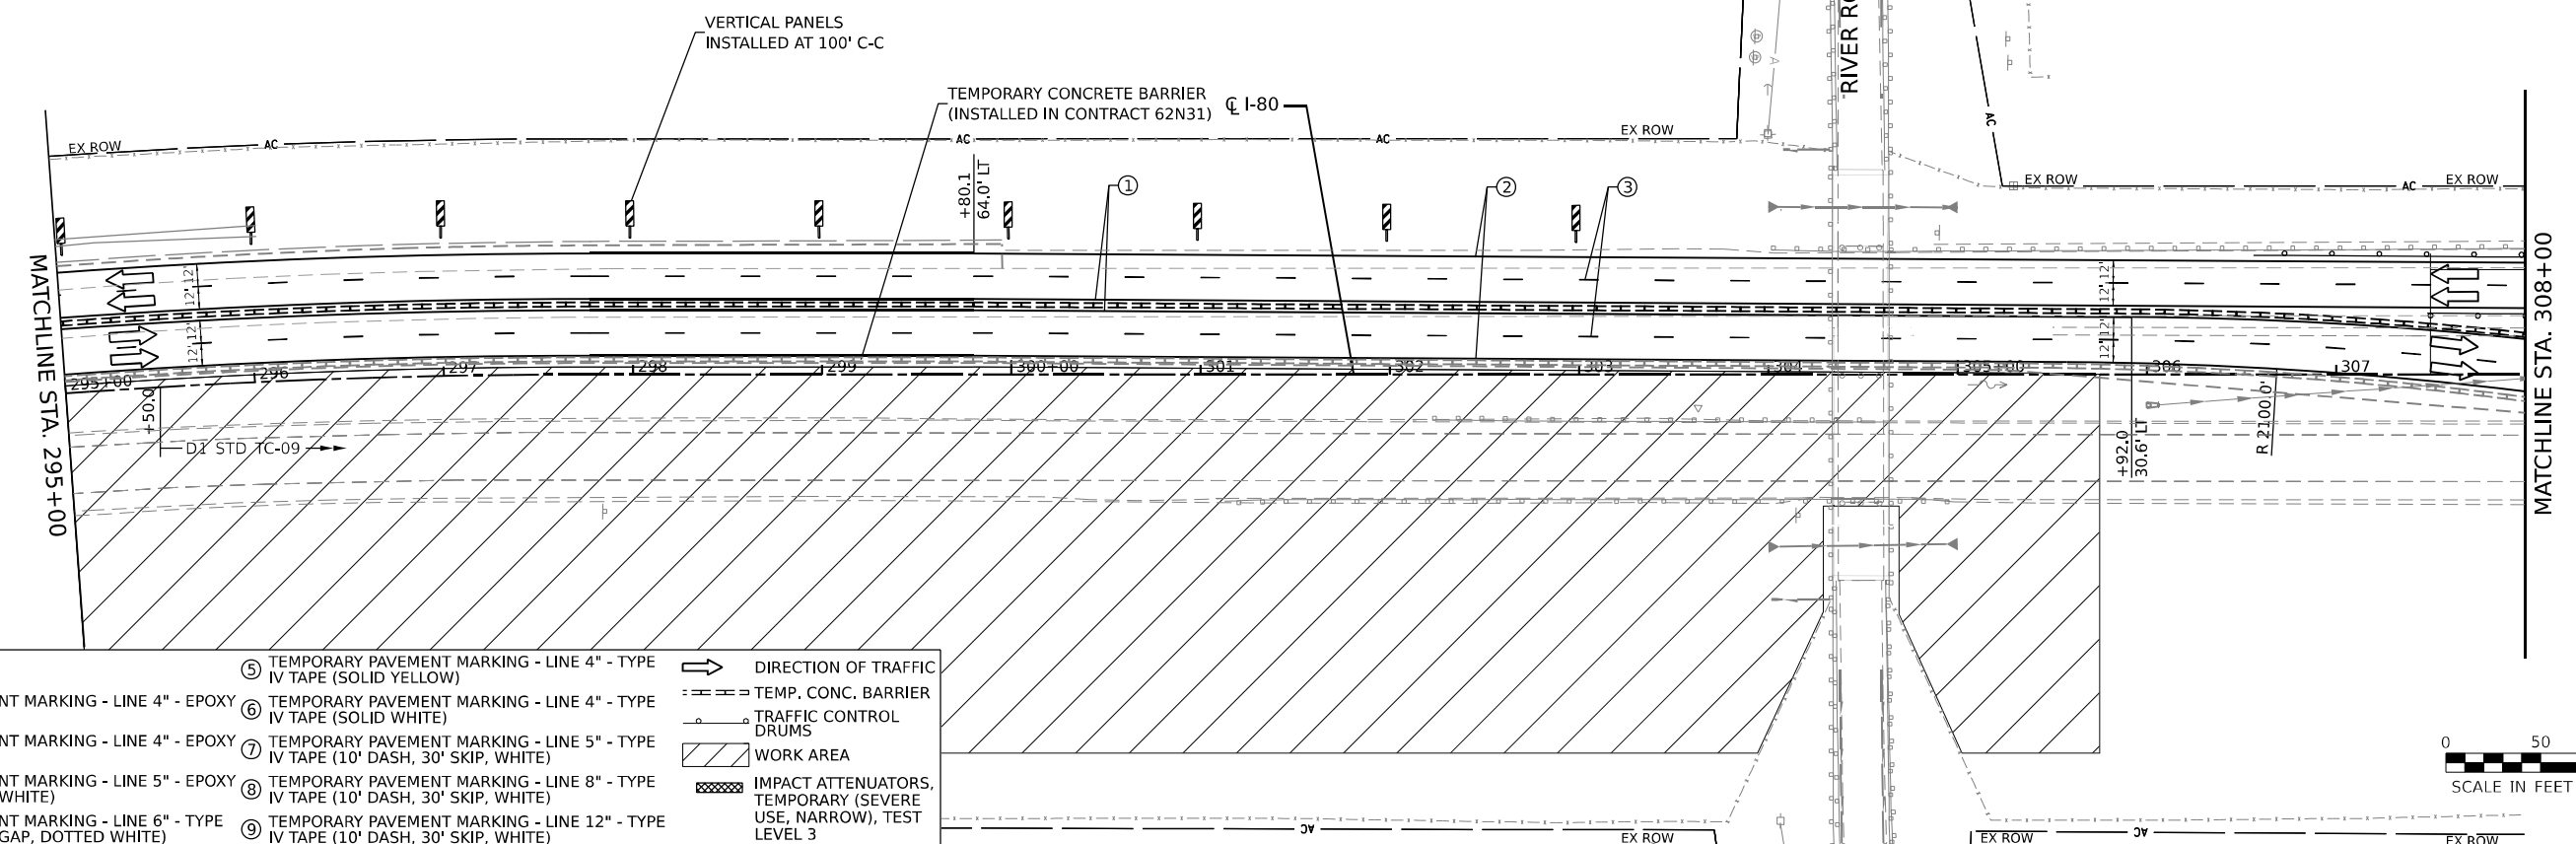 VERTICAL PANELS
INSTALLED AT 100' C-C
TEMPORARY CONCRETE BARRIER
(INSTALLED IN CONTRACT 62N31)
℄ I-80
EX ROW
AC
AC
AC
EX ROW
AC
EX ROW
AC
EX ROW
A
+80.1
64.0' LT
1
2
3
MATCHLINE STA. 295+00
MATCHLINE STA. 308+00
12'
12'
12'
12'
12'
12'
12'
12'
295+00
296
297
298
299
300+00
301
302
303
304
305+00
306
307
+50.0
D1 STD TC-09
+92.0
30.6' LT
R 2100.0'
NT MARKING - LINE 4" - EPOXY
NT MARKING - LINE 4" - EPOXY
NT MARKING - LINE 5" - EPOXY
WHITE)
NT MARKING - LINE 6" - TYPE
GAP, DOTTED WHITE)
5 TEMPORARY PAVEMENT MARKING - LINE 4" - TYPE
IV TAPE (SOLID YELLOW)
6 TEMPORARY PAVEMENT MARKING - LINE 4" - TYPE
IV TAPE (SOLID WHITE)
7 TEMPORARY PAVEMENT MARKING - LINE 5" - TYPE
IV TAPE (10' DASH, 30' SKIP, WHITE)
8 TEMPORARY PAVEMENT MARKING - LINE 8" - TYPE
IV TAPE (10' DASH, 30' SKIP, WHITE)
9 TEMPORARY PAVEMENT MARKING - LINE 12" - TYPE
IV TAPE (10' DASH, 30' SKIP, WHITE)
DIRECTION OF TRAFFIC
TEMP. CONC. BARRIER
TRAFFIC CONTROL
DRUMS
WORK AREA
IMPACT ATTENUATORS,
TEMPORARY (SEVERE
USE, NARROW), TEST
LEVEL 3
0 50
SCALE IN FEET
AC
EX ROW
EX ROW
AC
EX ROW
RIVER